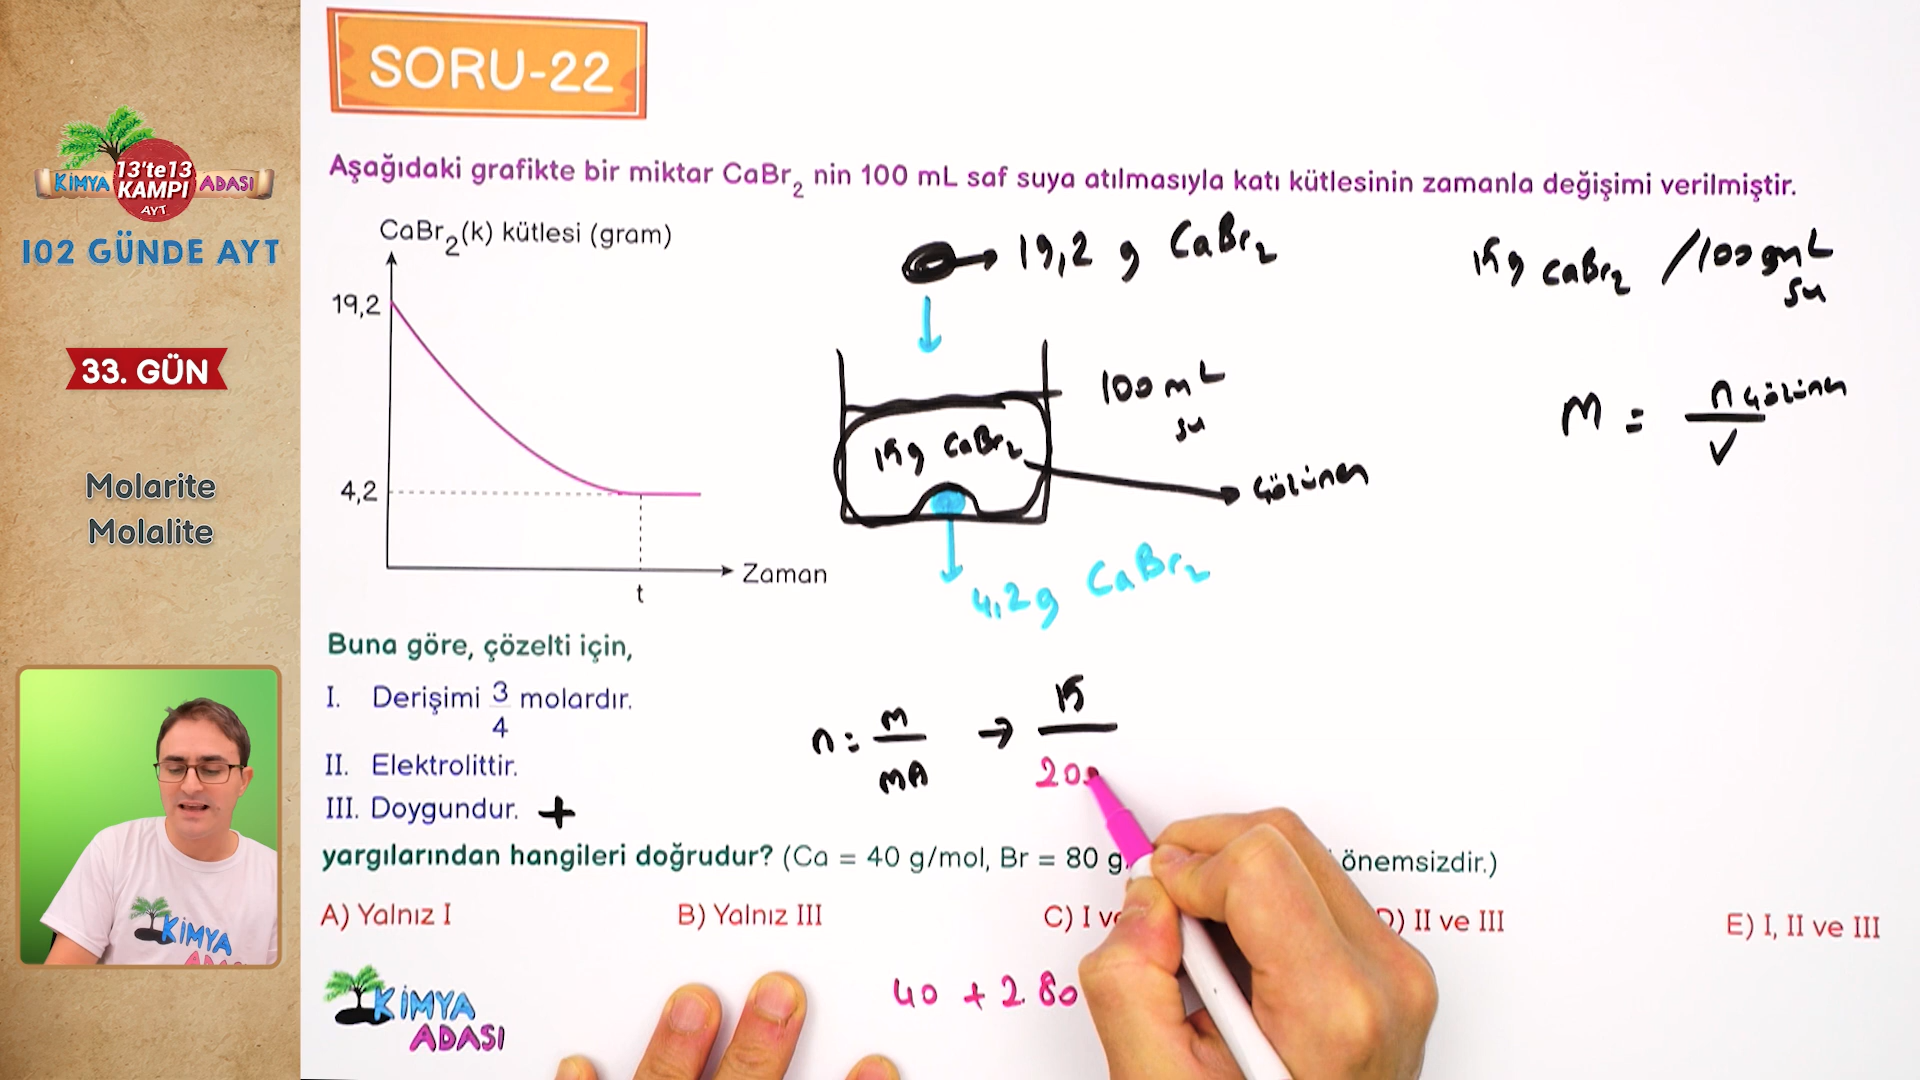 SORU-22
13'te13
KİMYA KAMPI ADASI
AYT
102 GÜNDE AYT
33. GÜN
Molarite
Molalite
Aşağıdaki grafikte bir miktar CaBr2 nin 100 mL saf suya atılmasıyla katı kütlesinin zamanla değişimi verilmiştir.
CaBr2(k) kütlesi (gram)
19,2
4,2
t
Zaman
19,2 g CaBr2
100 mL
su
15g CaBr2
çözünen
4,2g CaBr2
15g CaBr2 / 100 mL
su
M = n çözünen
V
Buna göre, çözelti için,
I. Derişimi 3/4 molardır.
II. Elektrolittir.
III. Doygundur. +
n = m/MA → 15/200
yargılarından hangileri doğrudur? (Ca = 40 g/mol, Br = 80 g önemsizdir.)
A) Yalnız I
B) Yalnız III
C) I
D) II ve III
E) I, II ve III
40 + 2.80
KİMYA
ADASI
KİMYA